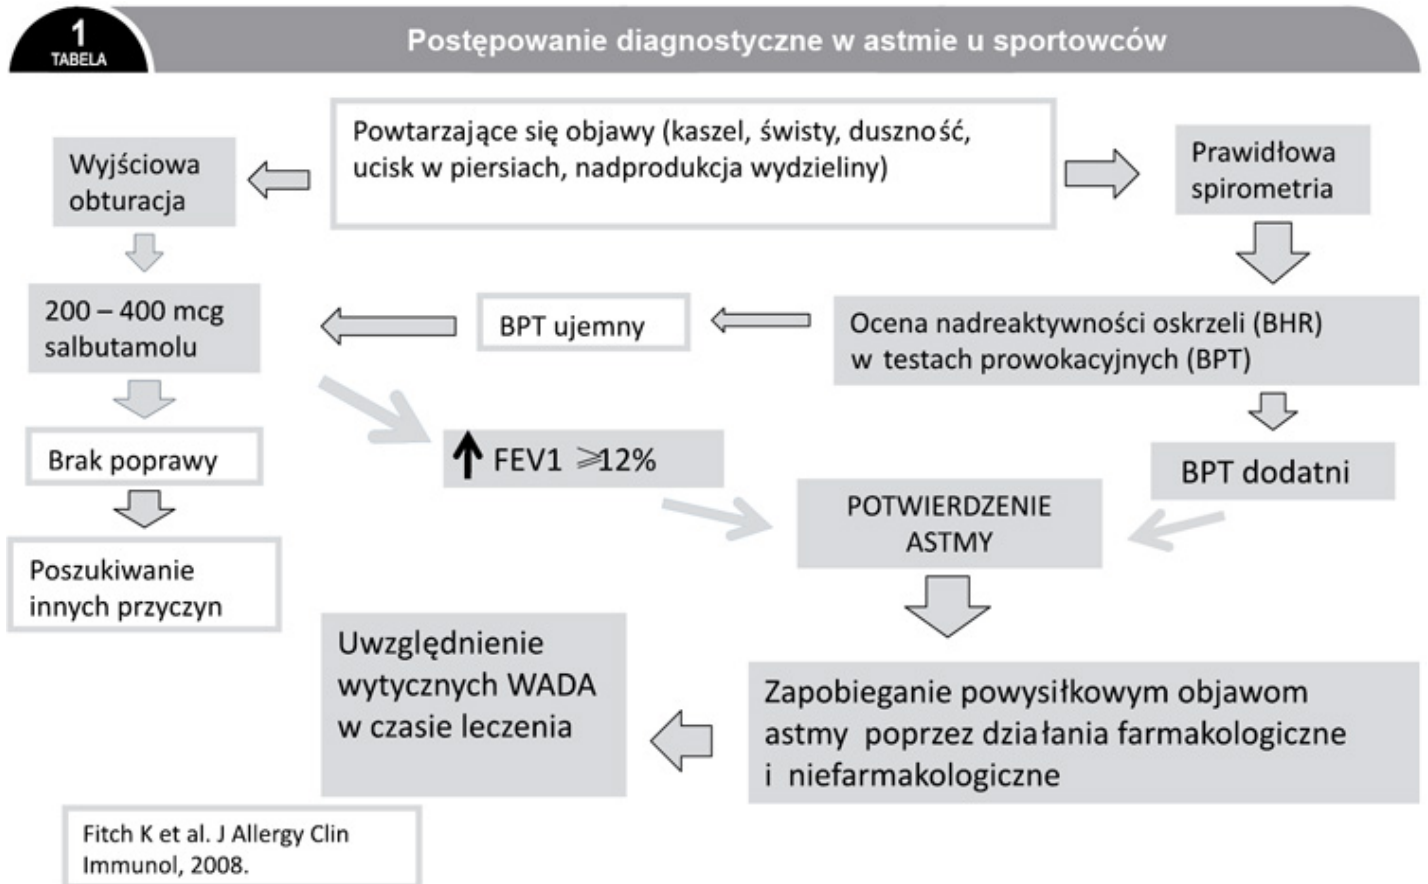 1
TABELA
Postępowanie diagnostyczne w astmie u sportowców
Powtarzające się objawy (kaszel, świsty, duszność,
ucisk w piersiach, nadprodukcja wydzieliny)
Wyjściowa
obturacja
Prawidłowa
spirometria
200 – 400 mcg
salbutamolu
BPT ujemny
Ocena nadreaktywności oskrzeli (BHR)
w testach prowokacyjnych (BPT)
Brak poprawy
FEV1 ⩾12%
BPT dodatni
POTWIERDZENIE
ASTMY
Poszukiwanie
innych przyczyn
Uwzględnienie
wytycznych WADA
w czasie leczenia
Zapobieganie powysiłkowym objawom
astmy poprzez działania farmakologiczne
i niefarmakologiczne
Fitch K et al. J Allergy Clin
Immunol, 2008.